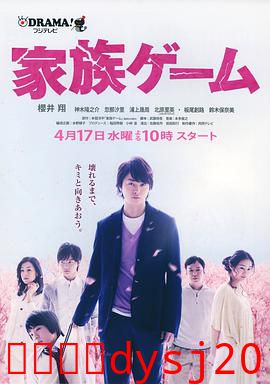 DRAMA!
フジテレビ
家族ゲーム
櫻井 翔
神木隆之介 忽那汐里 浦上晟周 北原里英・板尾創路 鈴木保奈美
4月17日水曜よる10時スタート
壊れるまで、
キミと向きあおう。
dysj20